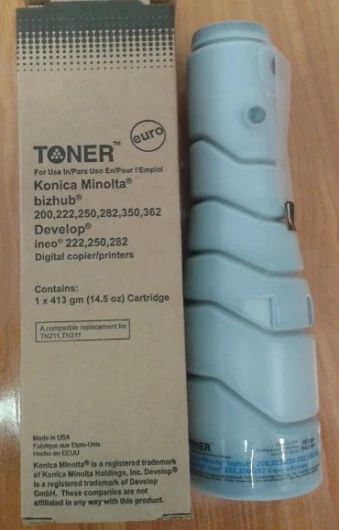 euro
TONER™
For Use In/Para Uso En/Pour l'Emploi
Konica Minolta®
bizhub®
200,222,250,282,350,362
Develop®
ineo® 222,250,282
Digital copier/printers
Contains:
1 x 413 gm (14.5 oz) Cartridge
A compatible replacement for
TN211,TN311
Made in USA
Fabrique aux Etats-Unis
Hecho en EEUU
Konica Minolta® is a registered trademark
of Konica Minolta Holdings, Inc. Develop®
is a registered trademark of Develop
GmbH. These companies are not
affiliated in any way with this product.
TONER
bizhub